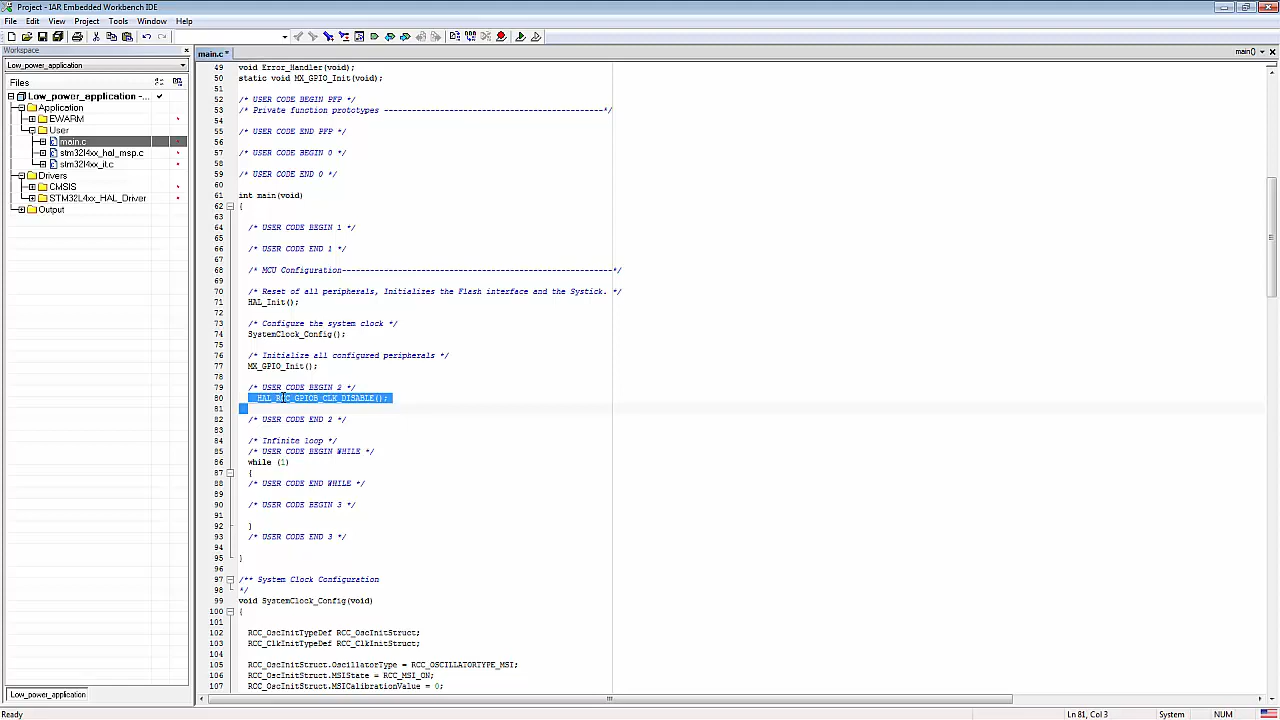 Project - IAR Embedded Workbench IDE
File Edit View Project Tools Window Help
Workspace
main.c *
main()
Low_power_application
Files
Low_power_application - ...
Application
EWARM
User
main.c
stm32l4xx_hal_msp.c
stm32l4xx_it.c
Drivers
CMSIS
STM32L4xx_HAL_Driver
Output
49 void Error_Handler(void);
50 static void MX_GPIO_Init(void);
51
52 /* USER CODE BEGIN PFP */
53 /* Private function prototypes -----------------------------------------------*/
54
55 /* USER CODE END PFP */
56
57 /* USER CODE BEGIN 0 */
58
59 /* USER CODE END 0 */
60
61 int main(void)
62 {
63
64 /* USER CODE BEGIN 1 */
65
66 /* USER CODE END 1 */
67
68 /* MCU Configuration----------------------------------------------------------*/
69
70 /* Reset of all peripherals, Initializes the Flash interface and the Systick. */
71 HAL_Init();
72
73 /* Configure the system clock */
74 SystemClock_Config();
75
76 /* Initialize all configured peripherals */
77 MX_GPIO_Init();
78
79 /* USER CODE BEGIN 2 */
80 __HAL_RCC_GPIOB_CLK_DISABLE();
81
82 /* USER CODE END 2 */
83
84 /* Infinite loop */
85 /* USER CODE BEGIN WHILE */
86 while (1)
87 {
88 /* USER CODE END WHILE */
89
90 /* USER CODE BEGIN 3 */
91
92 }
93 /* USER CODE END 3 */
94
95 }
96
97 /** System Clock Configuration
98 */
99 void SystemClock_Config(void)
100 {
101
102 RCC_OscInitTypeDef RCC_OscInitStruct;
103 RCC_ClkInitTypeDef RCC_ClkInitStruct;
104
105 RCC_OscInitStruct.OscillatorType = RCC_OSCILLATORTYPE_MSI;
106 RCC_OscInitStruct.MSIState = RCC_MSI_ON;
107 RCC_OscInitStruct.MSICalibrationValue = 0;
Low_power_application
Ready
Ln 81, Col 3
System
NUM